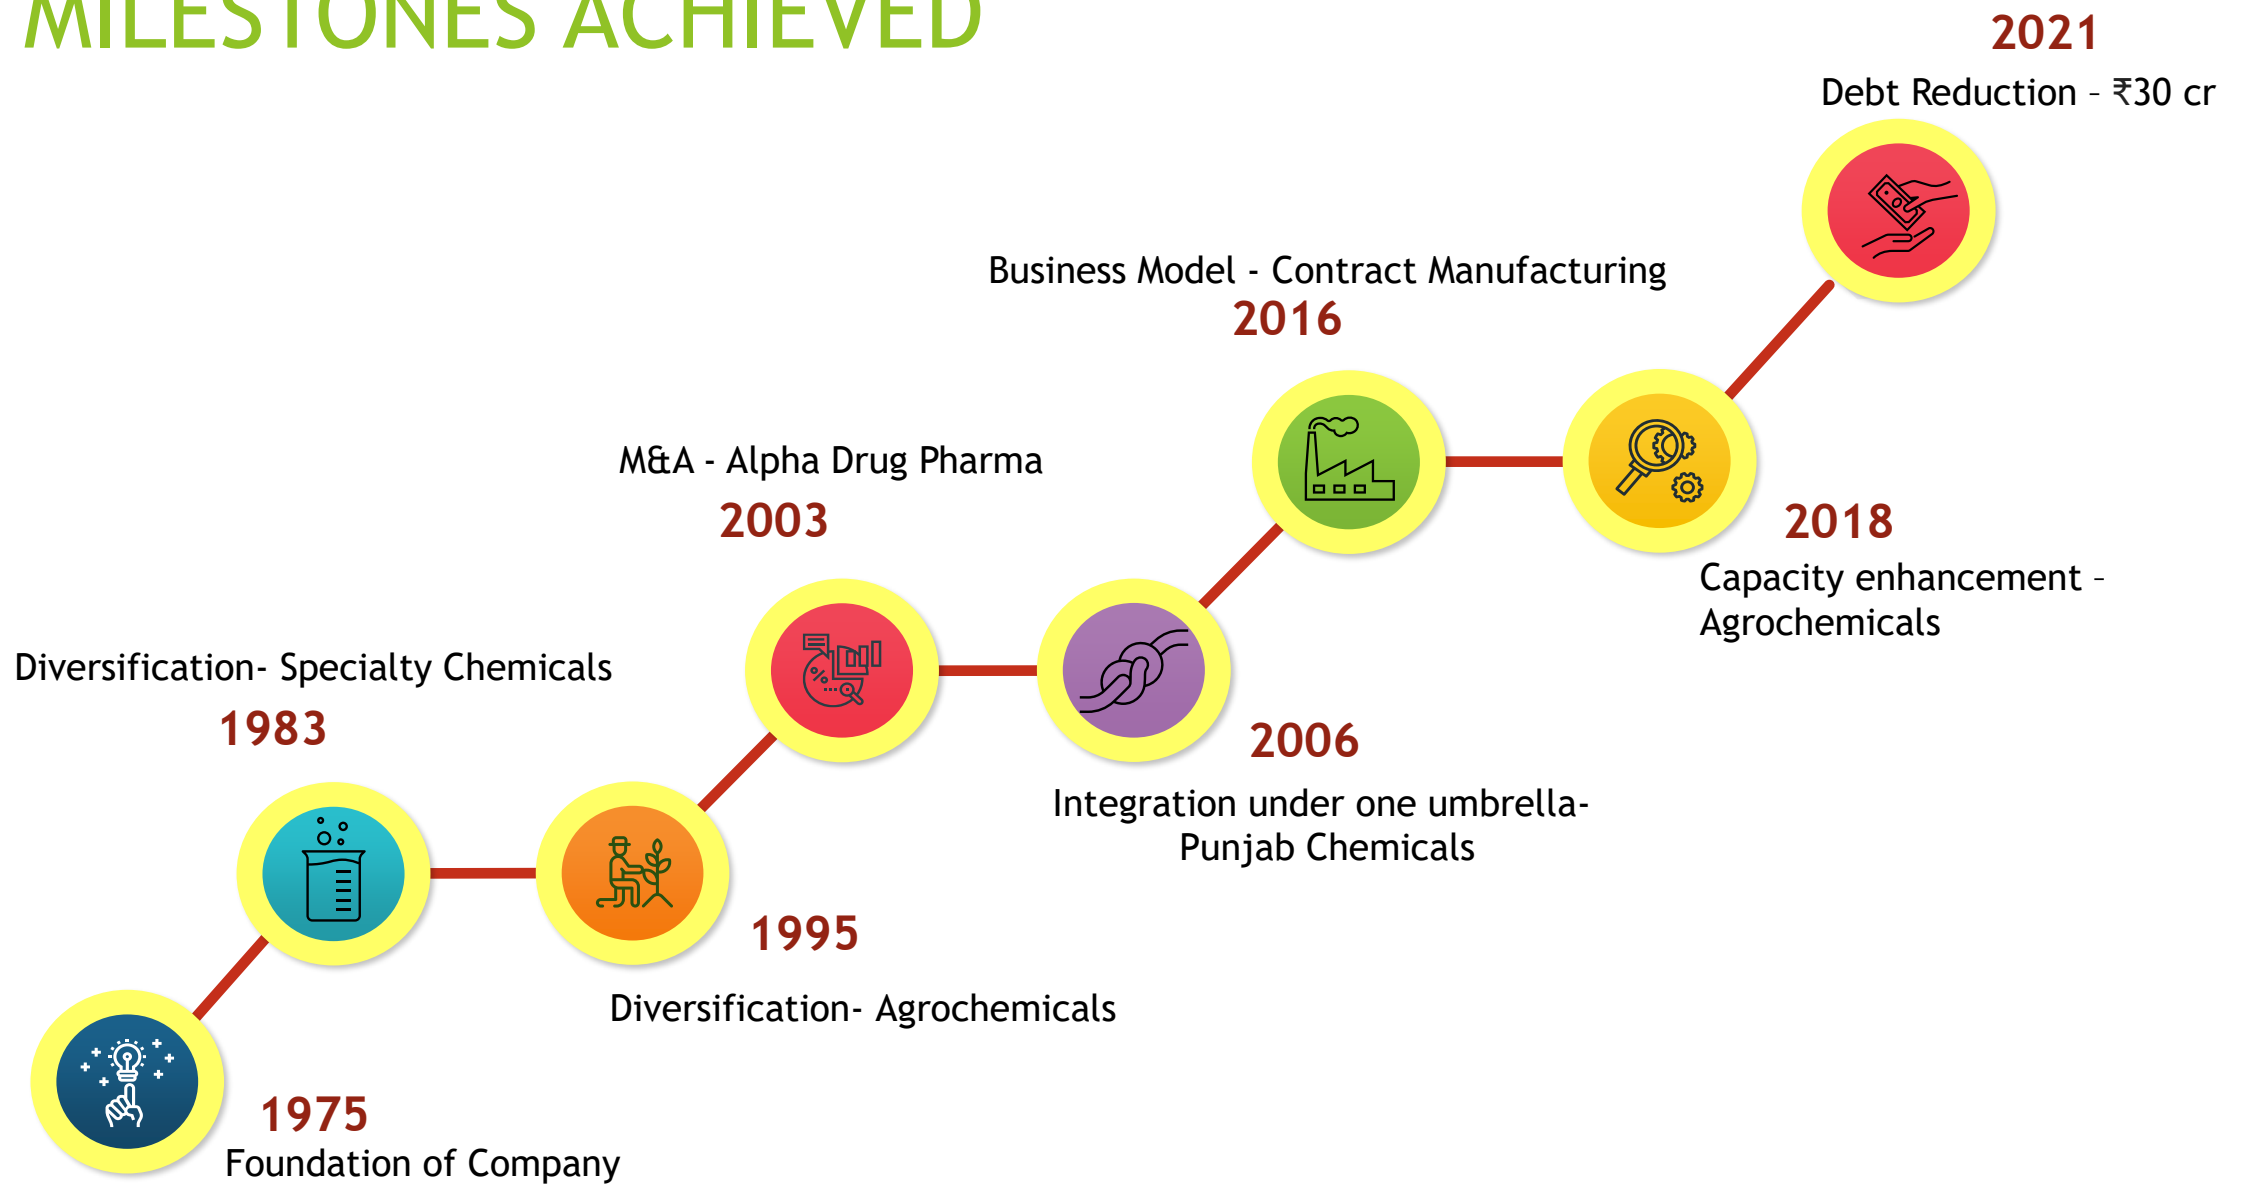 MILESTONES ACHIEVED
2021
Debt Reduction – ₹30 cr
Business Model - Contract Manufacturing
2016
M&A - Alpha Drug Pharma
2003
2018
Capacity enhancement –
Agrochemicals
Diversification- Specialty Chemicals
1983
2006
Integration under one umbrella-
Punjab Chemicals
1995
Diversification- Agrochemicals
1975
Foundation of Company